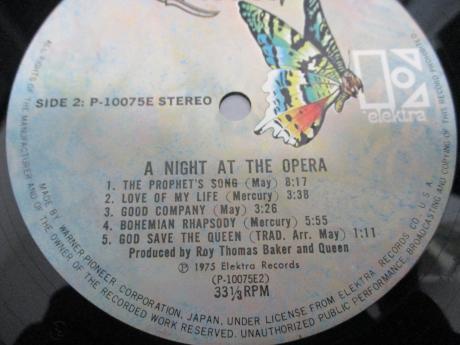 elektra
SIDE 2: P-10075E STEREO
A NIGHT AT THE OPERA
1. THE PROPHET'S SONG (May) 8:17
2. LOVE OF MY LIFE (Mercury) 3:38
3. GOOD COMPANY (May) 3:26
4. BOHEMIAN RHAPSODY (Mercury) 5:55
5. GOD SAVE THE QUEEN (TRAD. Arr. May) 1:11
Produced by Roy Thomas Baker and Queen
Ⓟ 1975 Elektra Records
(P-10075E2)
33⅓RPM
ALL RIGHTS OF THE MANUFACTURER AND OF THE OWNER OF THE RECORDED WORK RESERVED. UNAUTHORIZED PUBLIC PERFORMANCE, BROADCASTING AND COPYING OF THIS RECORD PROHIBITED
MADE BY WARNER-PIONEER CORPORATION, JAPAN, UNDER LICENSE FROM ELEKTRA RECORDS CO., U.S.A.